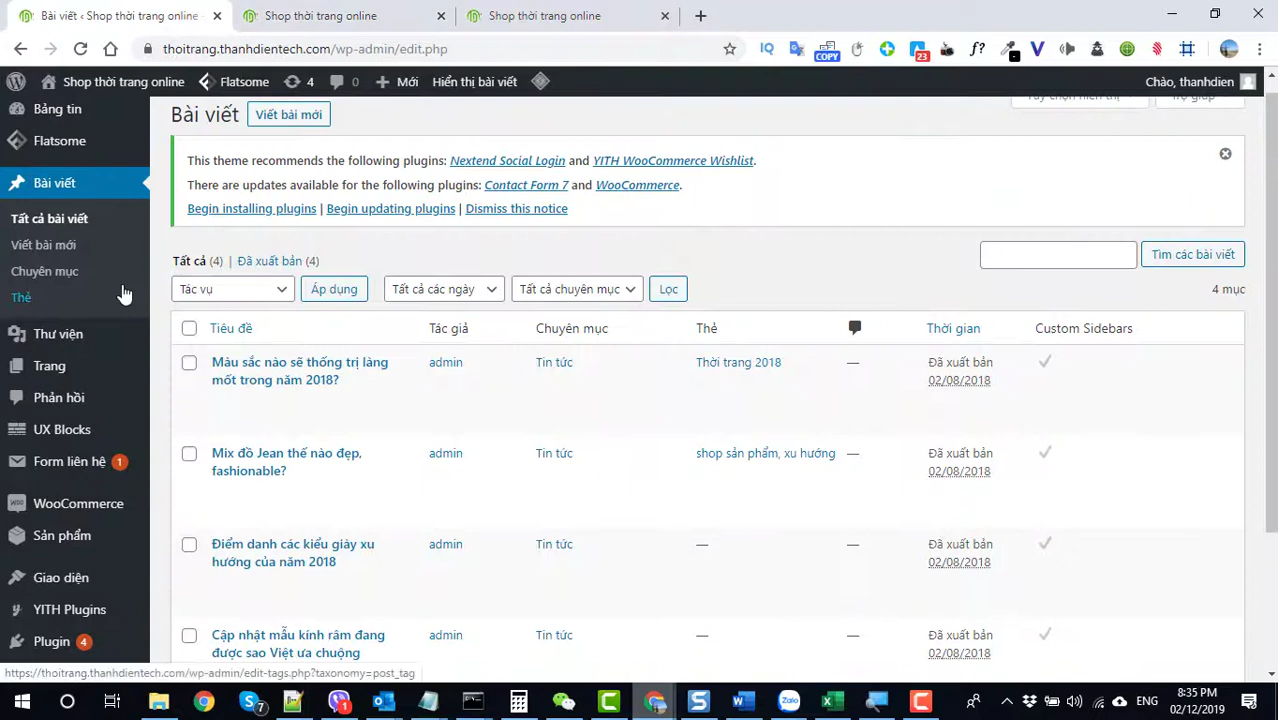 Bài viết ‹ Shop thời trang online
Shop thời trang online
Shop thời trang online
thoitrang.thanhdientech.com/wp-admin/edit.php
IQ
COPY
23
f?
Shop thời trang online
Flatsome
4
0
Mới
Hiển thị bài viết
Chào, thanhdien
Bảng tin
Flatsome
Bài viết
Tất cả bài viết
Viết bài mới
Chuyên mục
Thẻ
Thư viện
Trang
Phản hồi
UX Blocks
Form liên hệ 1
WooCommerce
Sản phẩm
Giao diện
YITH Plugins
Plugin 4
Bài viết
Viết bài mới
Tùy chọn hiển thị
Trợ giúp
This theme recommends the following plugins: Nextend Social Login and YITH WooCommerce Wishlist.
There are updates available for the following plugins: Contact Form 7 and WooCommerce.
Begin installing plugins | Begin updating plugins | Dismiss this notice
Tất cả (4) | Đã xuất bản (4)
Tìm các bài viết
Tác vụ
Áp dụng
Tất cả các ngày
Tất cả chuyên mục
Lọc
4 mục
Tiêu đề
Tác giả
Chuyên mục
Thẻ
Thời gian
Custom Sidebars
Màu sắc nào sẽ thống trị làng
mốt trong năm 2018?
admin
Tin tức
Thời trang 2018
—
Đã xuất bản
02/08/2018
Mix đồ Jean thế nào đẹp,
fashionable?
admin
Tin tức
shop sản phẩm, xu hướng
—
Đã xuất bản
02/08/2018
Điểm danh các kiểu giày xu
hướng của năm 2018
admin
Tin tức
—
—
Đã xuất bản
02/08/2018
Cập nhật mẫu kính râm đang
được sao Việt ưa chuộng
admin
Tin tức
—
—
Đã xuất bản
02/08/2018
https://thoitrang.thanhdientech.com/wp-admin/edit-tags.php?taxonomy=post_tag
7
1
Zalo
ENG
8:35 PM
02/12/2019